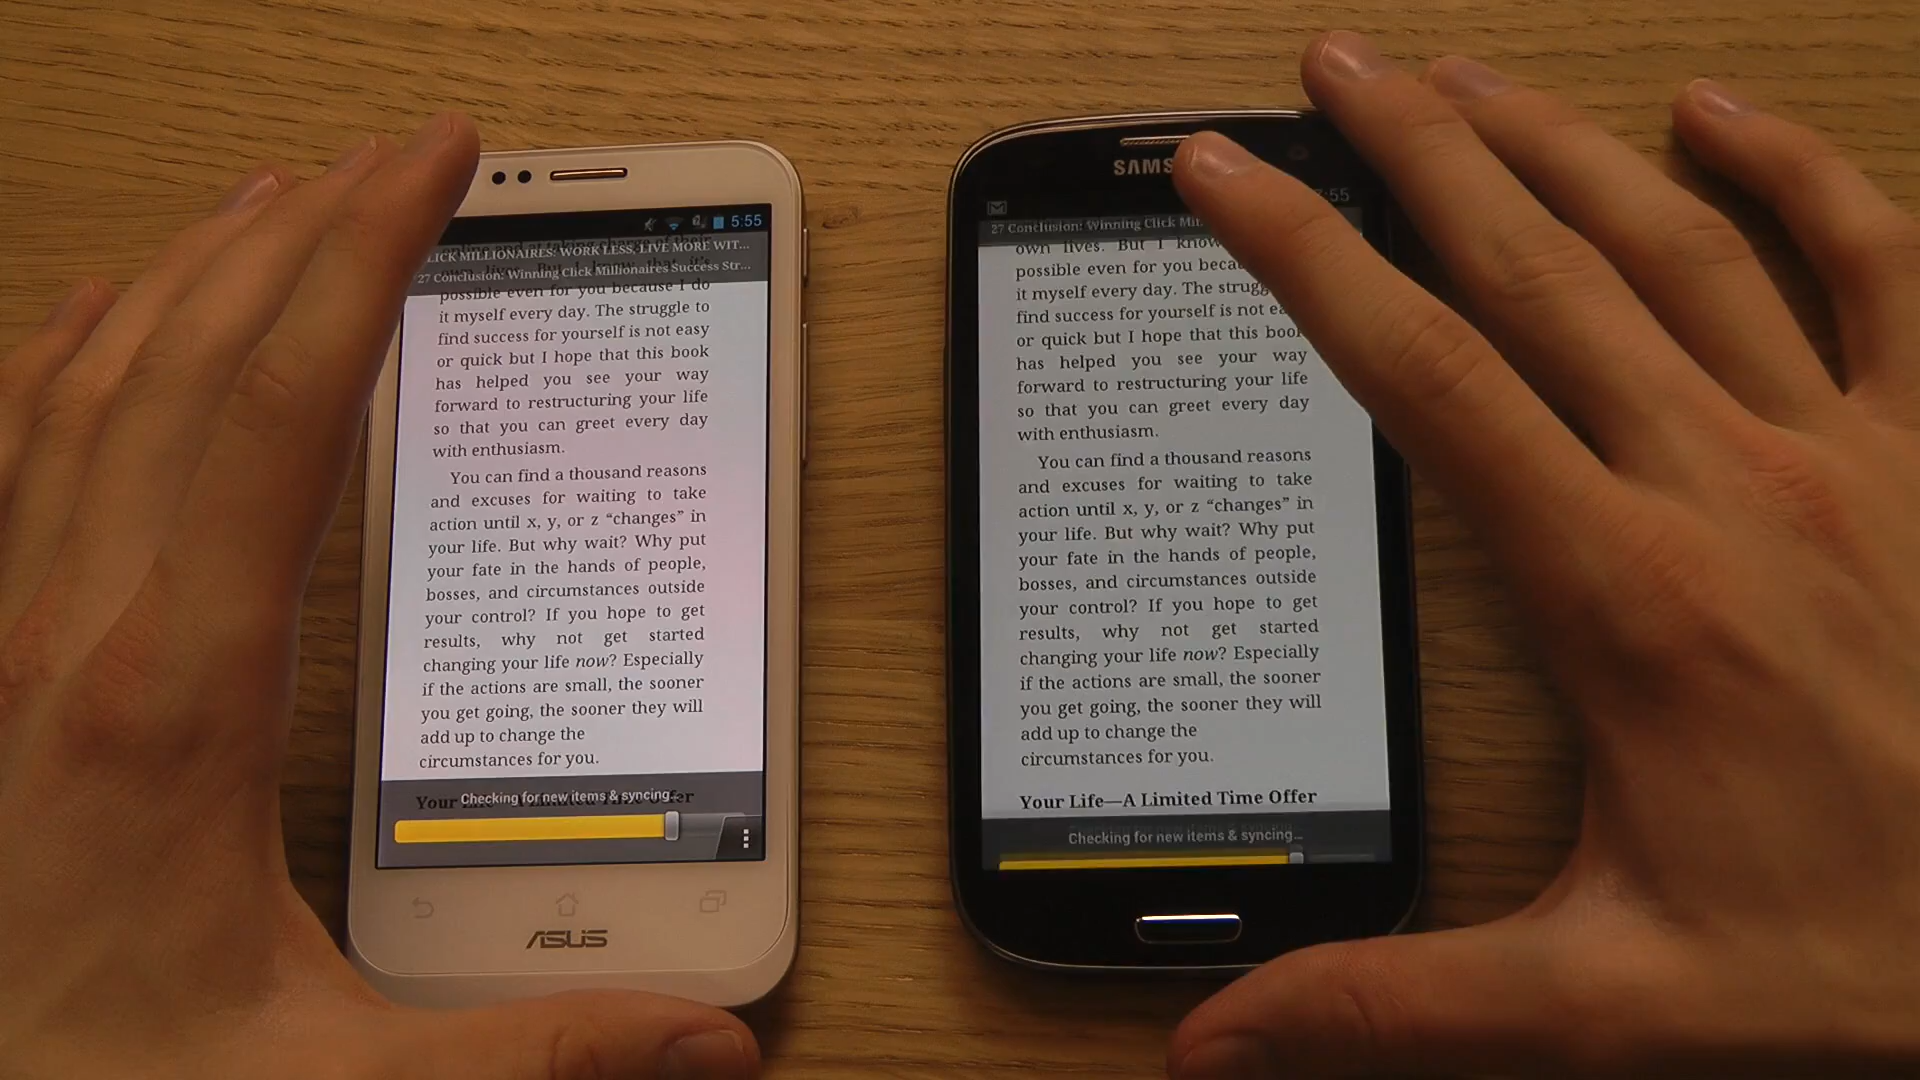 5:55
LICK MILLIONAIRES: WORK LESS, LIVE MORE WIT...
27 Conclusion: Winning Click Millionaires Success Str...
possible even for you because I do
it myself every day. The struggle to
find success for yourself is not easy
or quick but I hope that this book
has helped you see your way
forward to restructuring your life
so that you can greet every day
with enthusiasm.
You can find a thousand reasons
and excuses for waiting to take
action until x, y, or z “changes” in
your life. But why wait? Why put
your fate in the hands of people,
bosses, and circumstances outside
your control? If you hope to get
results, why not get started
changing your life now? Especially
if the actions are small, the sooner
you get going, the sooner they will
add up to change the
circumstances for you.
Checking for new items & syncing...
Your
ASUS
SAMS
:55
27 Conclusion: Winning Click Mil
own lives. But I know
possible even for you beca
it myself every day. The strugg
find success for yourself is not ea
or quick but I hope that this book
has helped you see your way
forward to restructuring your life
so that you can greet every day
with enthusiasm.
You can find a thousand reasons
and excuses for waiting to take
action until x, y, or z “changes” in
your life. But why wait? Why put
your fate in the hands of people,
bosses, and circumstances outside
your control? If you hope to get
results, why not get started
changing your life now? Especially
if the actions are small, the sooner
you get going, the sooner they will
add up to change the
circumstances for you.
Your Life—A Limited Time Offer
Checking for new items & syncing...